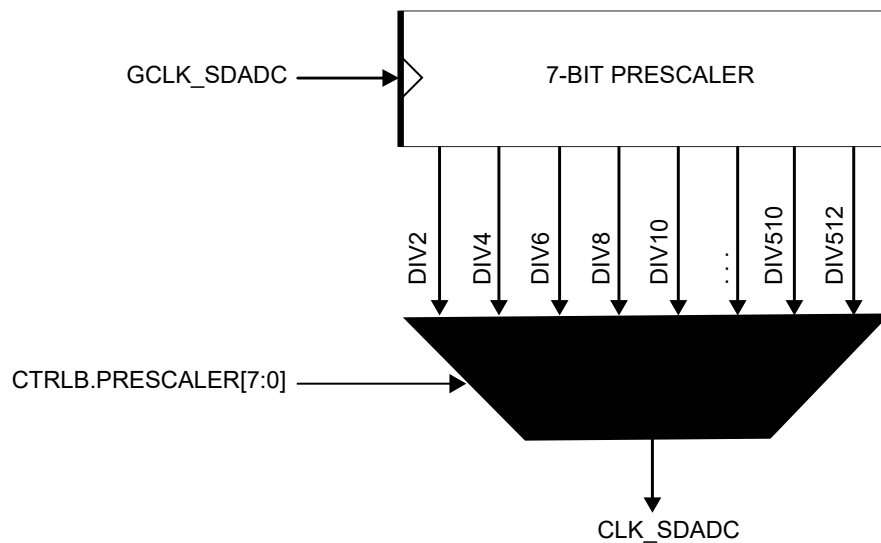 GCLK_SDADC
7-BIT PRESCALER
DIV2
DIV4
DIV6
DIV8
DIV10
. . .
DIV510
DIV512
CTRLB.PRESCALER[7:0]
CLK_SDADC